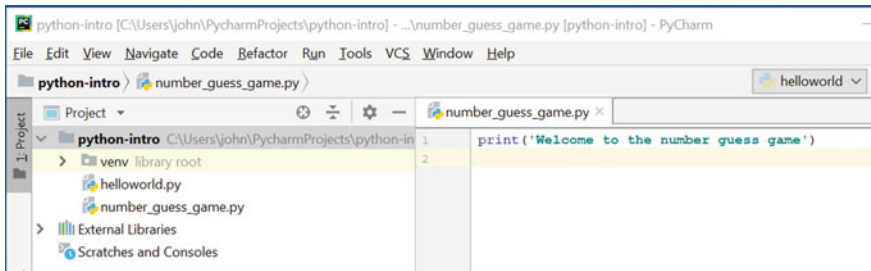 python-intro [C:\Users\john\PycharmProjects\python-intro] - ...\number_guess_game.py [python-intro] - PyCharm
File Edit View Navigate Code Refactor Run Tools VCS Window Help
python-intro number_guess_game.py helloworld
1: Project
Project number_guess_game.py
python-intro C:\Users\john\PycharmProjects\python-in
venv library root
helloworld.py
number_guess_game.py
External Libraries
Scratches and Consoles
1 print('Welcome to the number guess game')
2